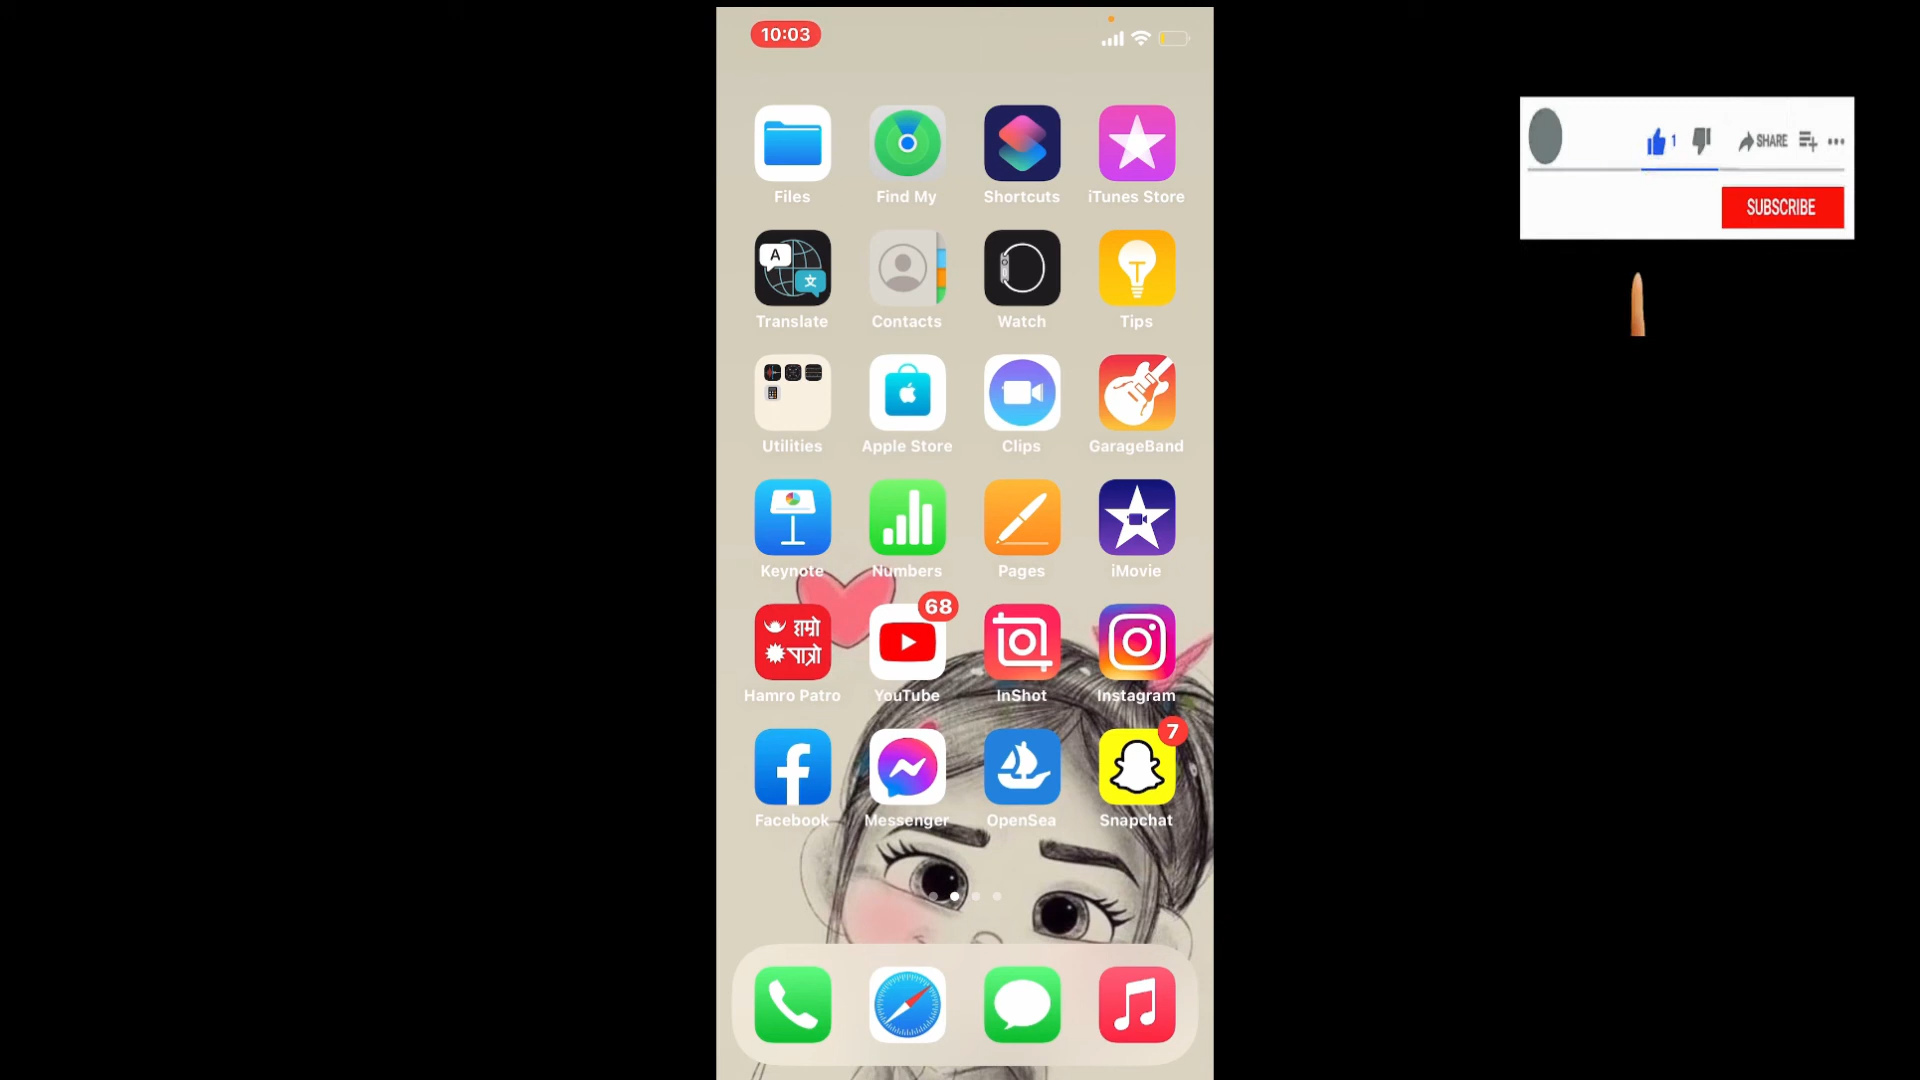 10:03
1 SHARE
SUBSCRIBE
Files Find My Shortcuts iTunes Store
A 文
Translate Contacts Watch Tips
Utilities Apple Store Clips GarageBand
Keynote Numbers Pages iMovie
हाम्रो
पात्रो
68
Hamro Patro YouTube InShot Instagram
7
Facebook Messenger OpenSea Snapchat